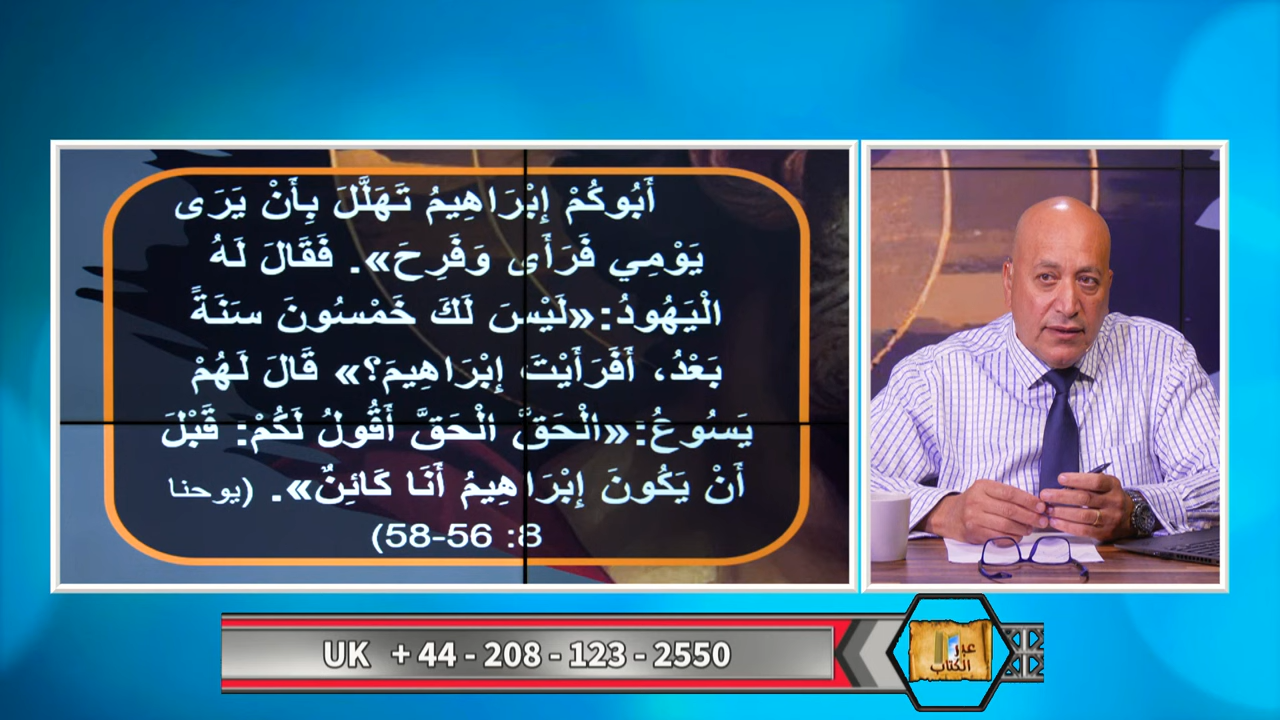 أَبُوكُمْ إِبْرَاهِيمُ تَهَلَّلَ بِأَنْ يَرَى
يَوْمِي فَرَأَى وَفَرِحَ». فَقَالَ لَهُ
الْيَهُودُ:«لَيْسَ لَكَ خَمْسُونَ سَنَةً
بَعْدُ، أَفَرَأَيْتَ إِبْرَاهِيمَ؟» قَالَ لَهُمْ
يَسُوعُ:«الْحَقَّ الْحَقَّ أَقُولُ لَكُمْ: قَبْلَ
أَنْ يَكُونَ إِبْرَاهِيمُ أَنَا كَائِنٌ». (يوحنا
8: 56-58)
UK + 44 - 208 - 123 - 2550
عبر
الكتاب